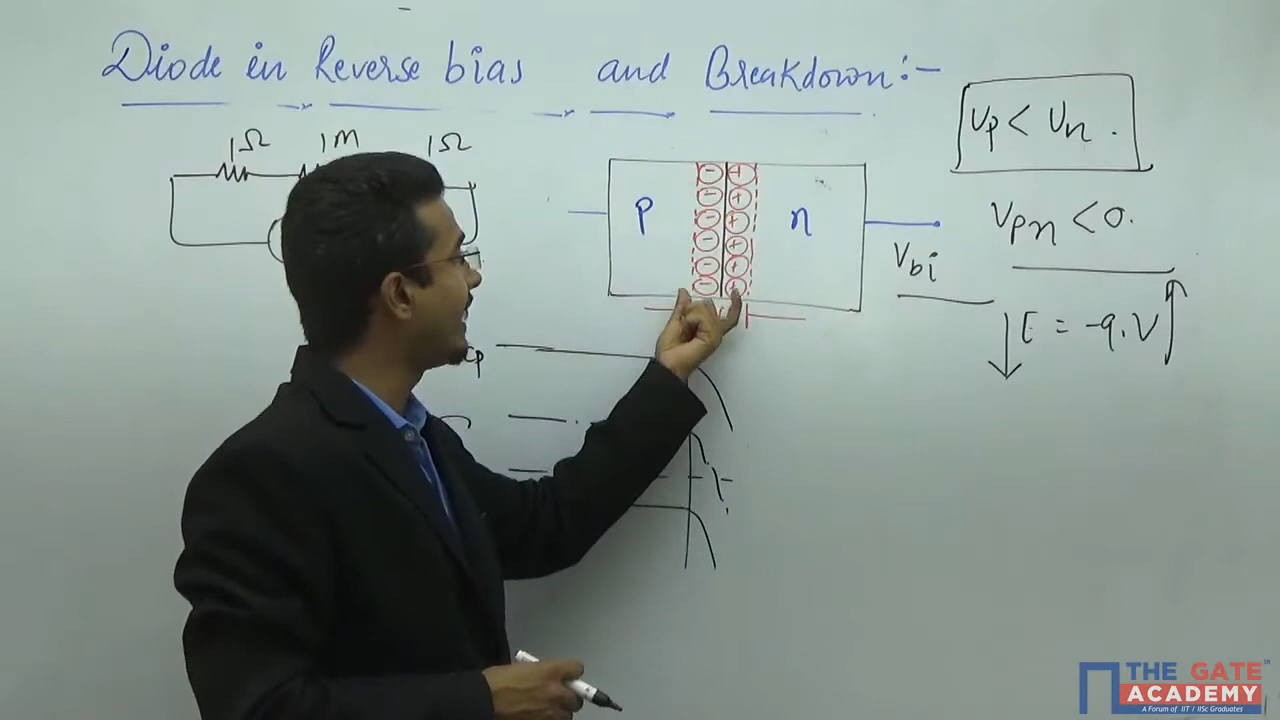 Diode in Reverse bias and Breakdown:-
1Ω 1M 1Ω
Vp < Vn.
p - - - - - - + + + + + + n
Vpn < 0.
Vbi
E = -q.V
THE GATE
ACADEMY
A Forum of IIT / IISc Graduates